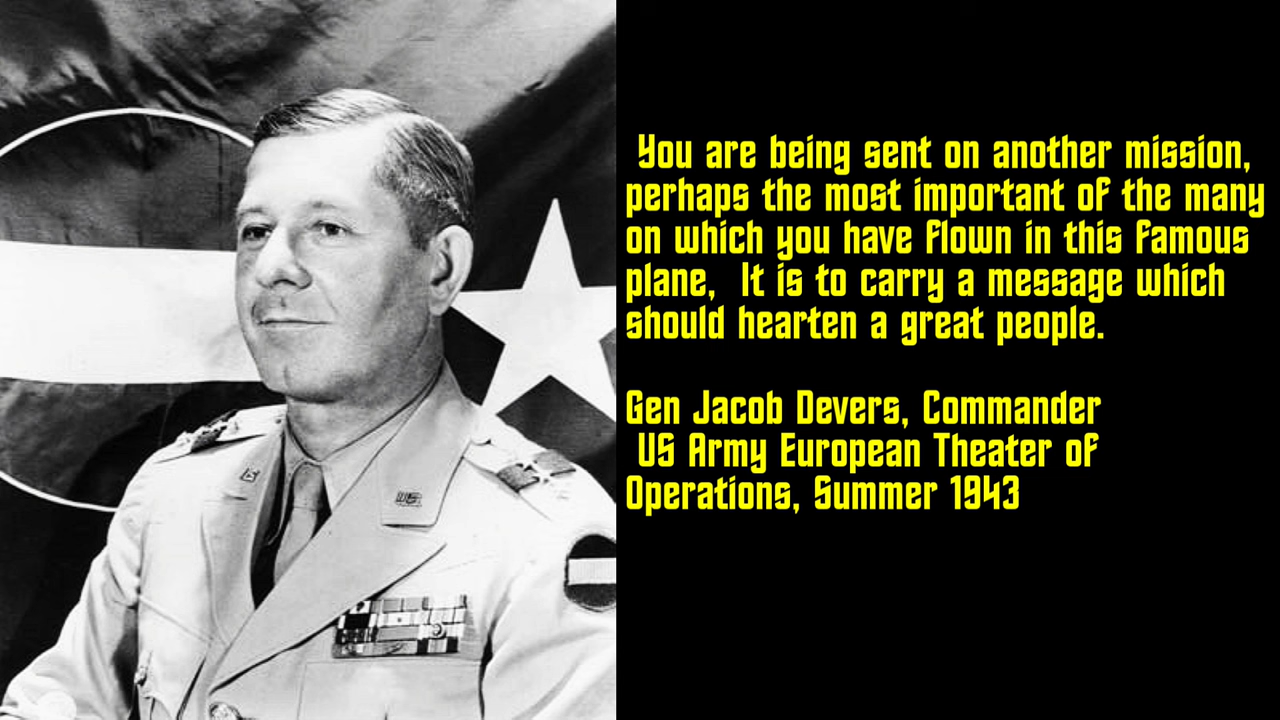 You are being sent on another mission,
perhaps the most important of the many
on which you have flown in this famous
plane,  It is to carry a message which
should hearten a great people.
Gen Jacob Devers, Commander
US Army European Theater of
Operations, Summer 1943
U.S.